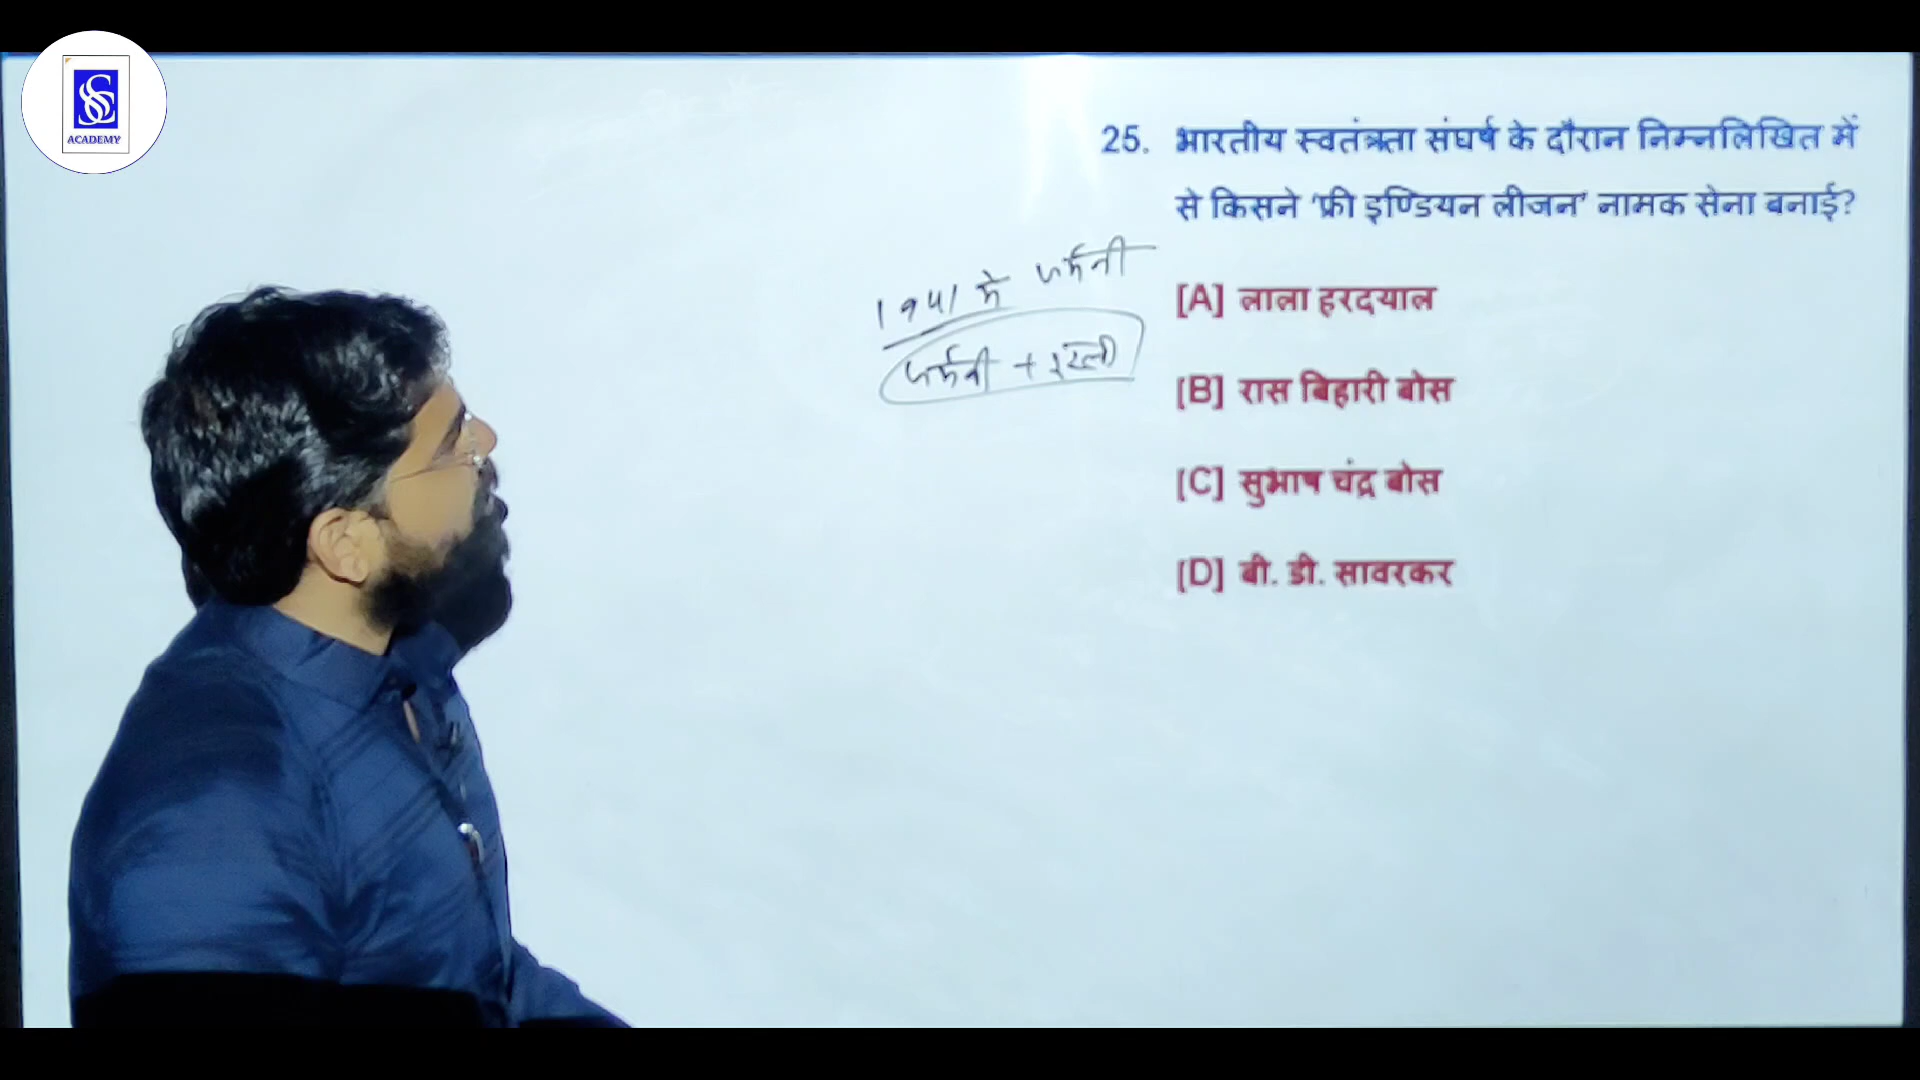 SSC
ACADEMY
25. भारतीय स्वतंत्रता संघर्ष के दौरान निम्नलिखित में
से किसने ‘फ्री इण्डियन लीजन’ नामक सेना बनाई?
1941 मे जर्मनी
जर्मनी + इटली
[A] लाला हरदयाल
[B] रास बिहारी बोस
[C] सुभाष चंद्र बोस
[D] बी. डी. सावरकर